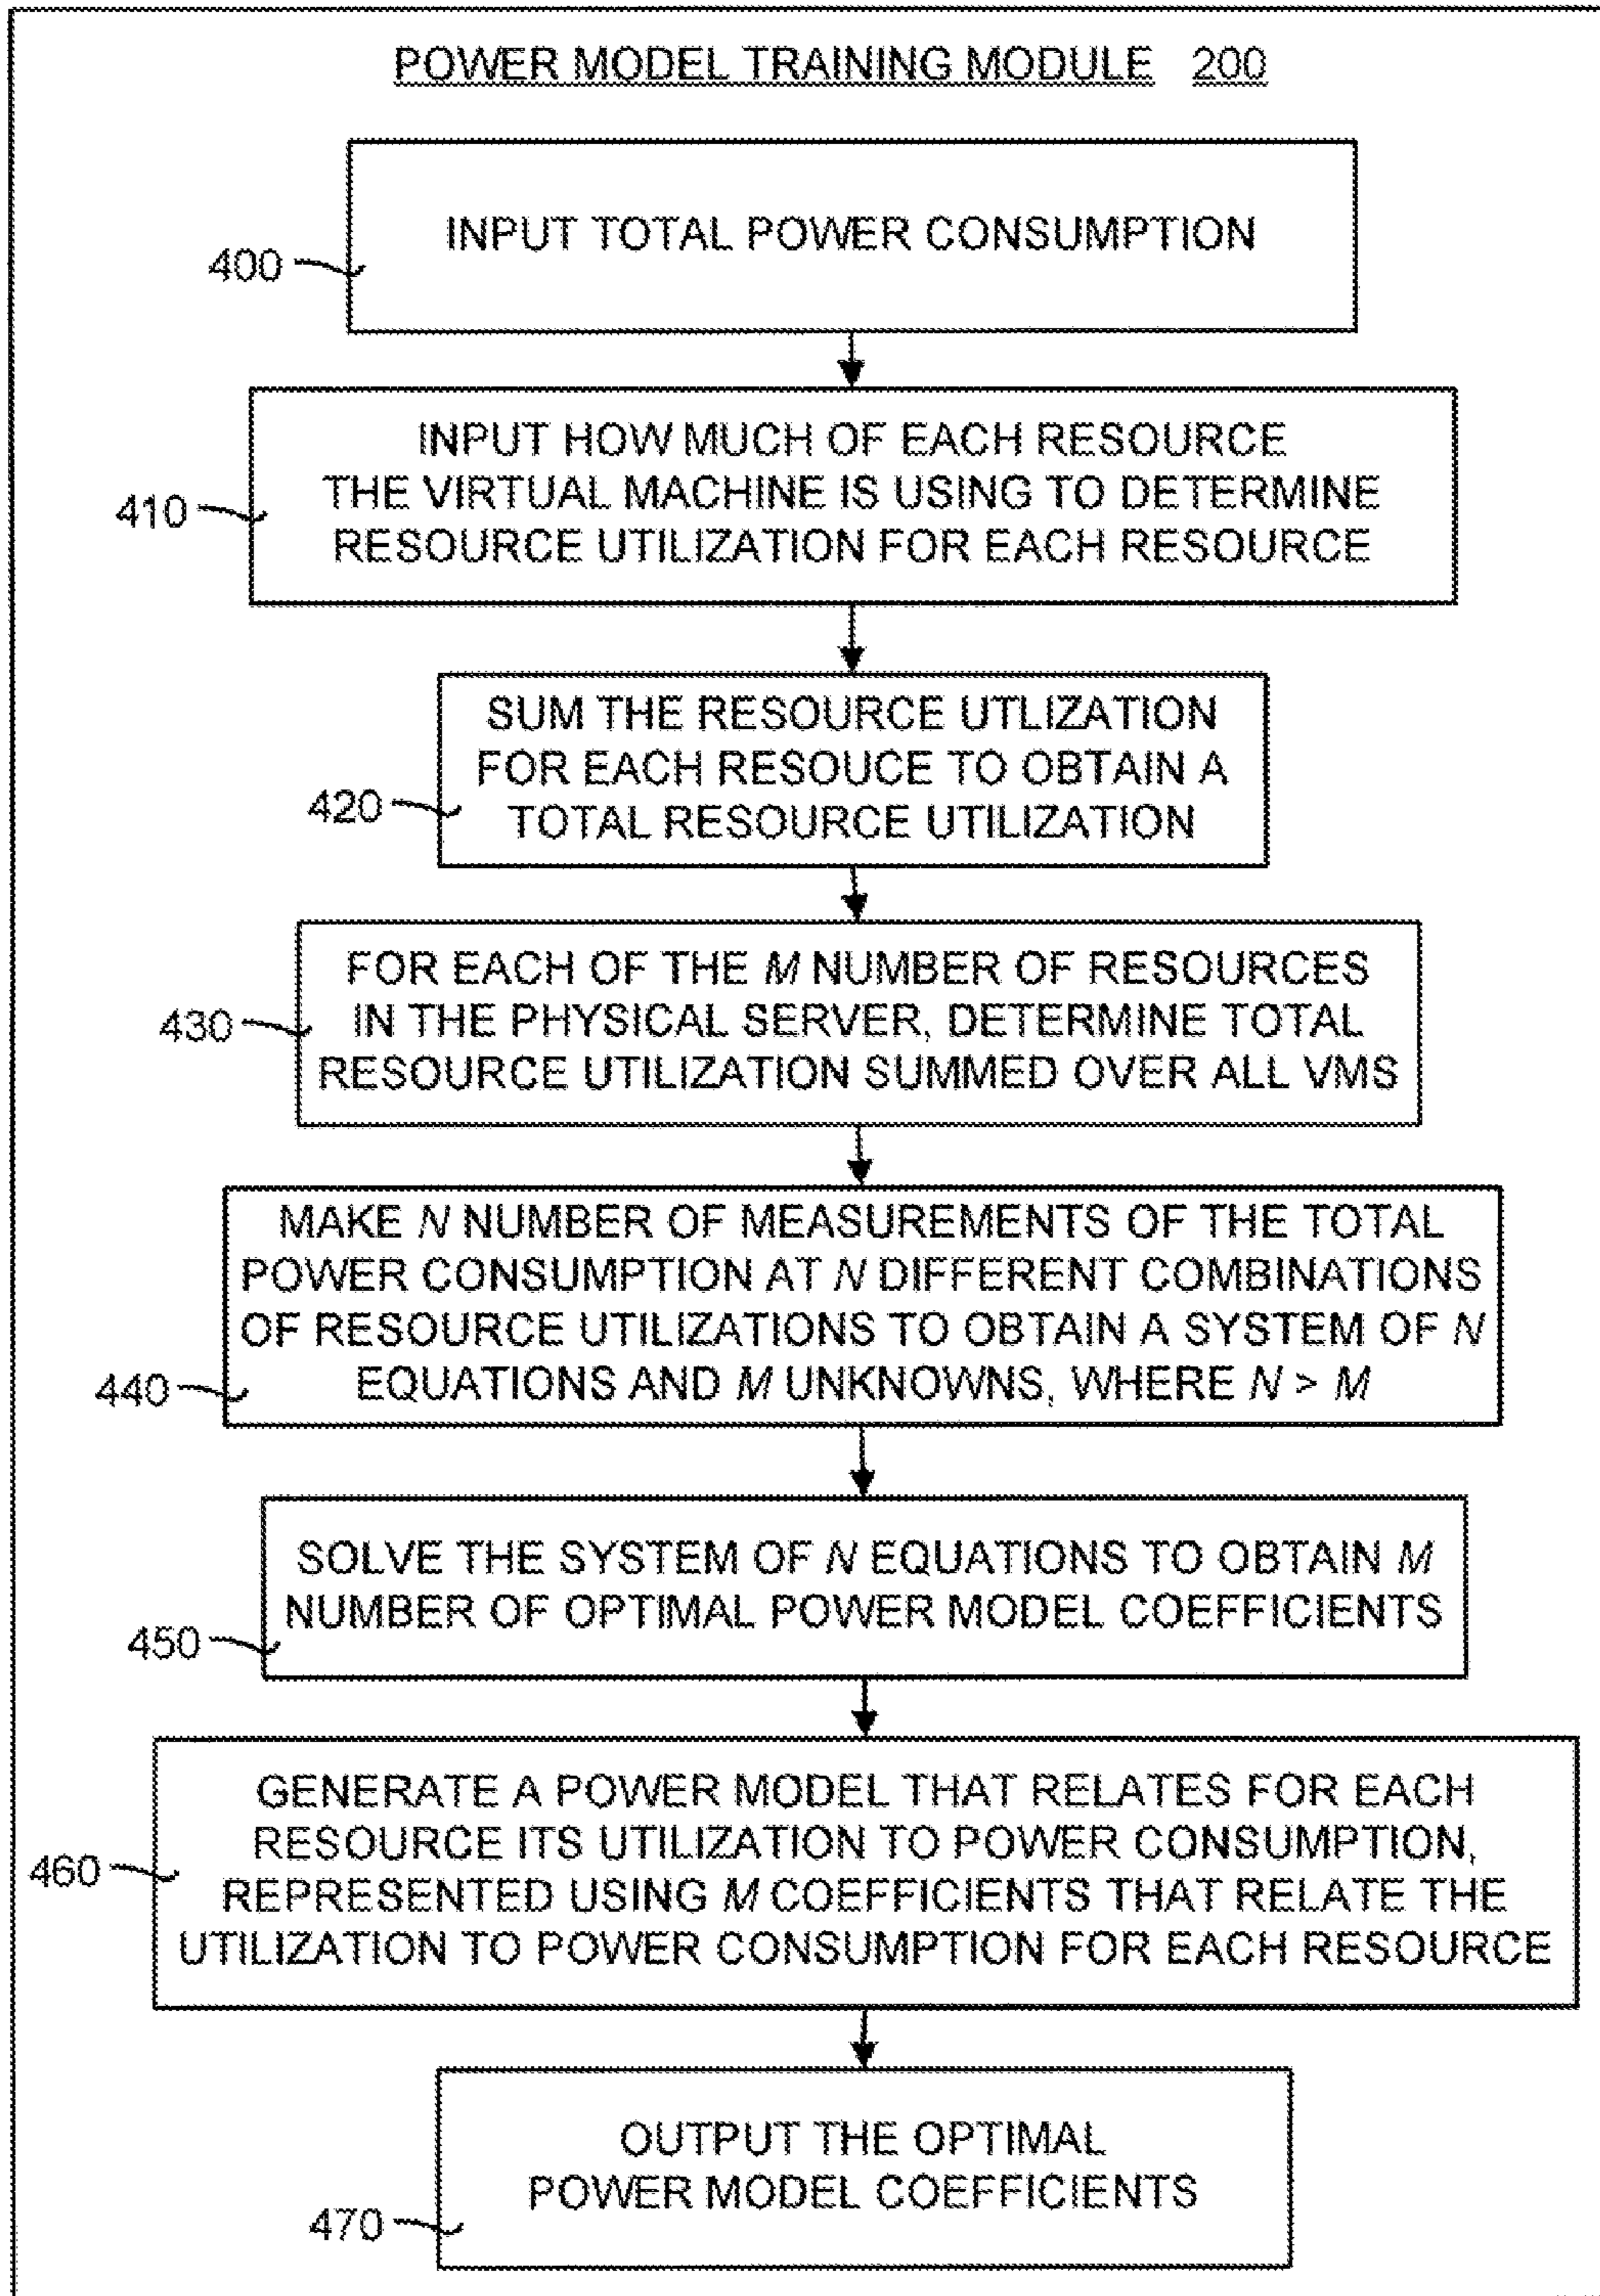 POWER MODEL TRAINING MODULE 200
INPUT TOTAL POWER CONSUMPTION
400
INPUT HOW MUCH OF EACH RESOURCE
THE VIRTUAL MACHINE IS USING TO DETERMINE
RESOURCE UTILIZATION FOR EACH RESOURCE
410
SUM THE RESOURCE UTLIZATION
FOR EACH RESOUCE TO OBTAIN A
TOTAL RESOURCE UTILIZATION
420
FOR EACH OF THE M NUMBER OF RESOURCES
IN THE PHYSICAL SERVER, DETERMINE TOTAL
RESOURCE UTILIZATION SUMMED OVER ALL VMS
430
MAKE N NUMBER OF MEASUREMENTS OF THE TOTAL
POWER CONSUMPTION AT N DIFFERENT COMBINATIONS
OF RESOURCE UTILIZATIONS TO OBTAIN A SYSTEM OF N
EQUATIONS AND M UNKNOWNS, WHERE N > M
440
SOLVE THE SYSTEM OF N EQUATIONS TO OBTAIN M
NUMBER OF OPTIMAL POWER MODEL COEFFICIENTS
450
GENERATE A POWER MODEL THAT RELATES FOR EACH
RESOURCE ITS UTILIZATION TO POWER CONSUMPTION,
REPRESENTED USING M COEFFICIENTS THAT RELATE THE
UTILIZATION TO POWER CONSUMPTION FOR EACH RESOURCE
460
OUTPUT THE OPTIMAL
POWER MODEL COEFFICIENTS
470